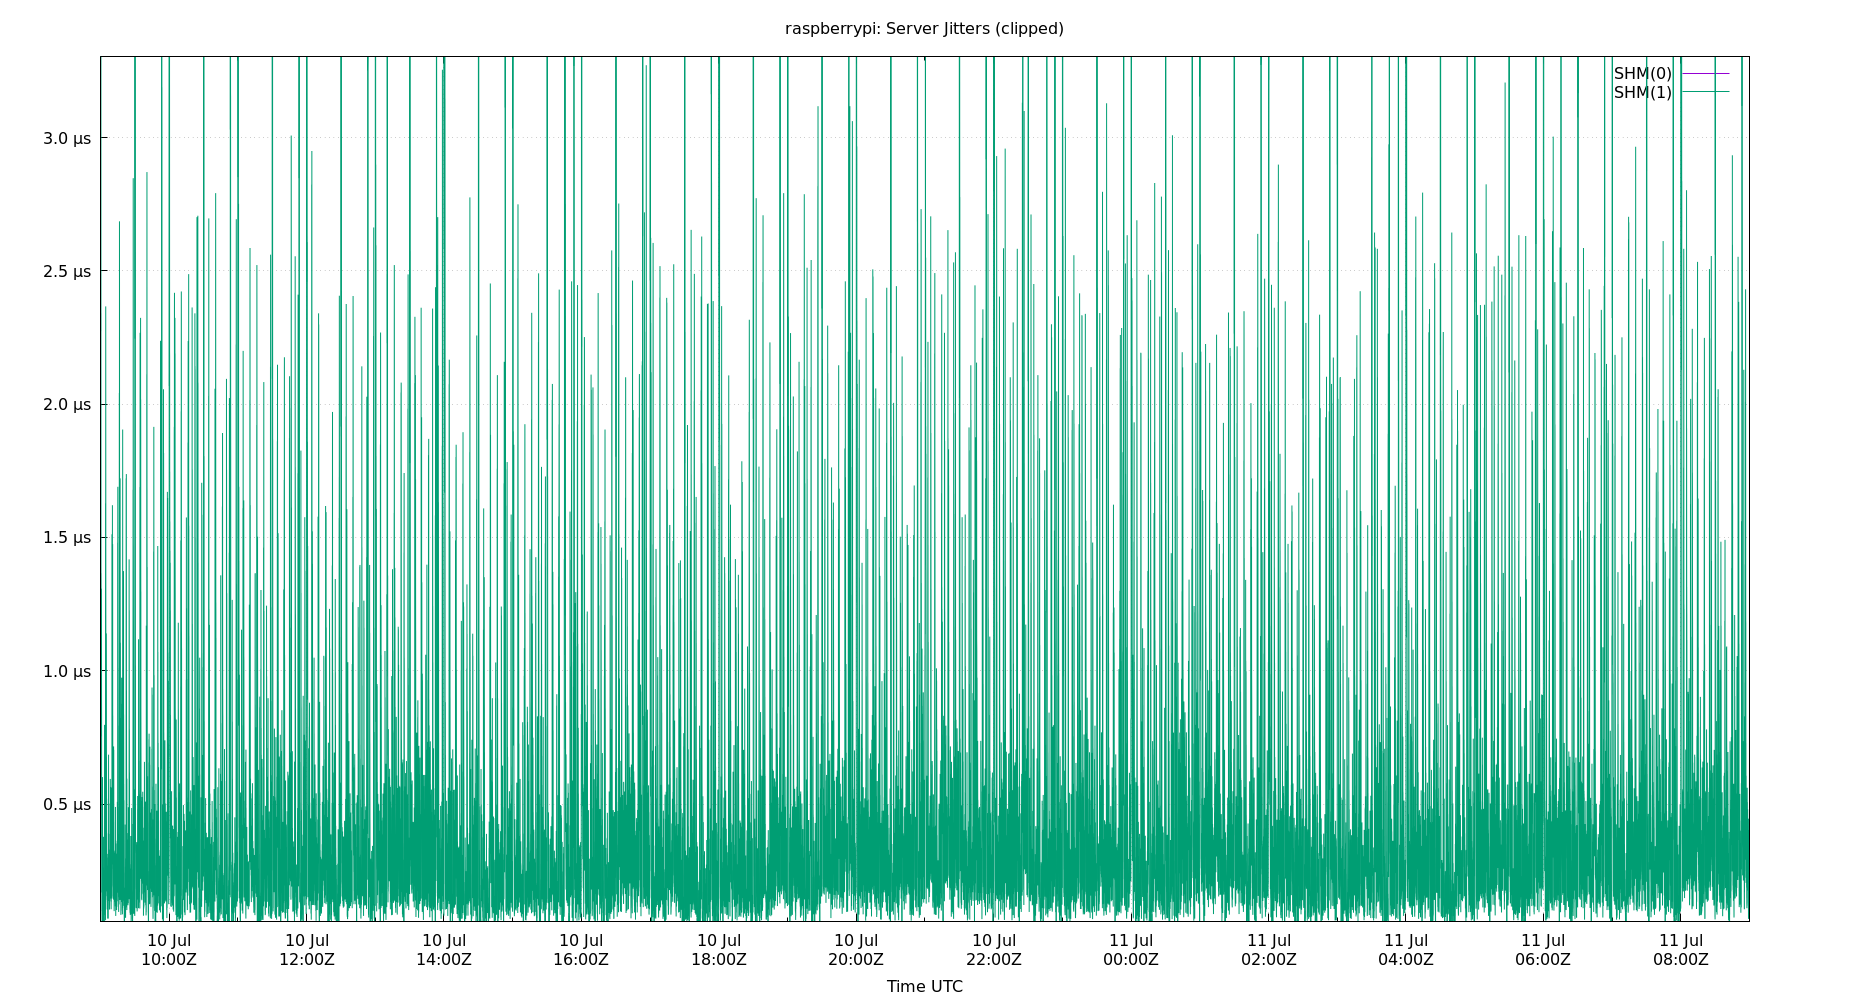 raspberrypi: Server Jitters (clipped)
SHM(0)
SHM(1)
3.0 µs
2.5 µs
2.0 µs
1.5 µs
1.0 µs
0.5 µs
10 Jul 10 Jul 10 Jul 10 Jul 10 Jul 10 Jul 10 Jul 11 Jul 11 Jul 11 Jul 11 Jul 11 Jul
10:00Z 12:00Z 14:00Z 16:00Z 18:00Z 20:00Z 22:00Z 00:00Z 02:00Z 04:00Z 06:00Z 08:00Z
Time UTC